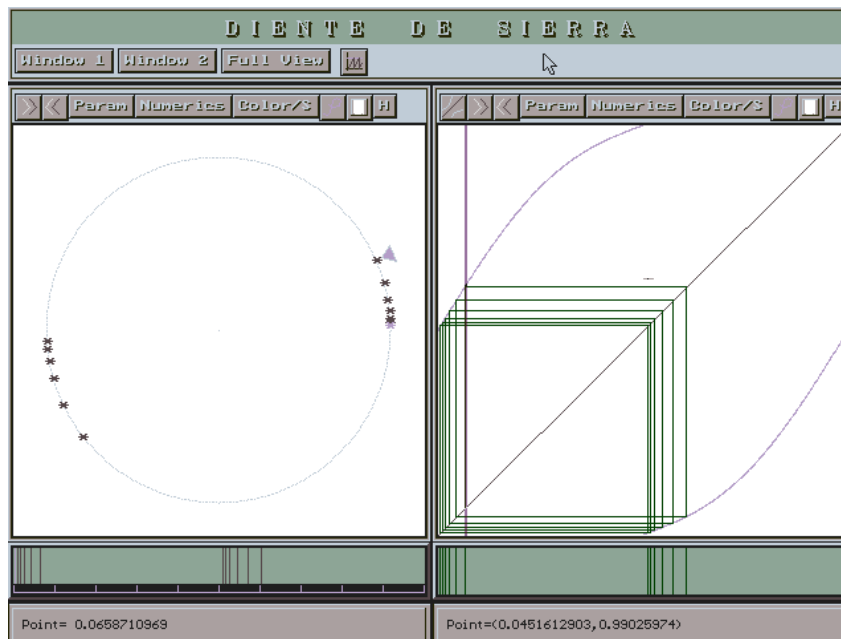 DIENTE DE SIERRA
Window 1 Window 2 Full View
Param Numerics Color/S H
Param Numerics Color/S H
Point= 0.0658710969
Point=(0.0451612903,0.99025974)